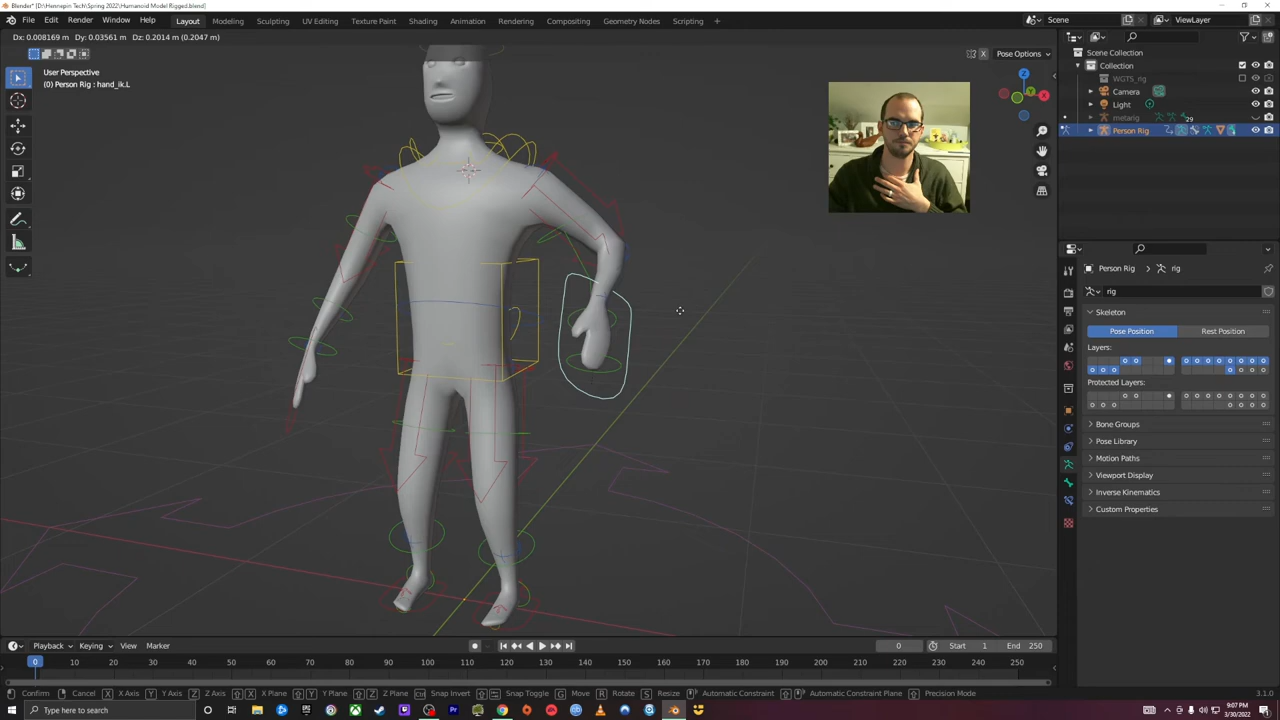 Blender* [D:\Hennepin Tech\Spring 2022\Humanoid Model Rigged.blend]
File Edit Render Window Help Layout Modeling Sculpting UV Editing Texture Paint Shading Animation Rendering Compositing Geometry Nodes Scripting + Scene ViewLayer
Dx: 0.008169 m Dy: 0.03561 m Dz: 0.2014 m (0.2047 m)
X Pose Options
User Perspective
(0) Person Rig : hand_ik.L
Z
Y
X
Scene Collection
Collection
WGTS_rig
Camera
Light
metarig 29
Person Rig
Person Rig > rig
rig
Skeleton
Pose Position Rest Position
Layers:
Protected Layers:
Bone Groups
Pose Library
Motion Paths
Viewport Display
Inverse Kinematics
Custom Properties
Playback Keying View Marker 0 Start 1 End 250
0 10 20 30 40 50 60 70 80 90 100 110 120 130 140 150 160 170 180 190 200 210 220 230 240 250
Confirm Cancel X X Axis Y Y Axis Z Z Axis X X Plane Y Y Plane Z Z Plane Snap Invert Snap Toggle G Move R Rotate S Resize Automatic Constraint Automatic Constraint Plane Precision Mode 3.1.0
Type here to search
9:07 PM
3/30/2022